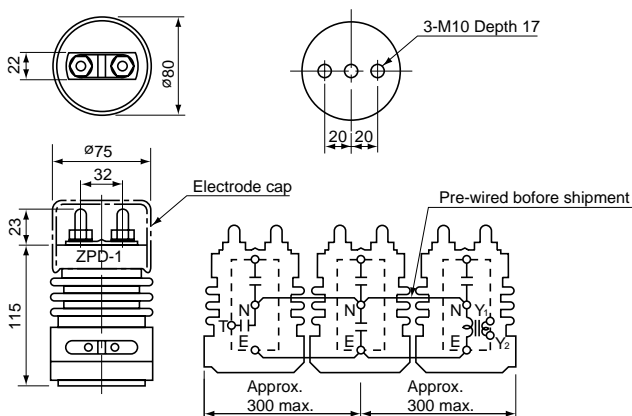 3-M10 Depth 17
22
ø80
20 20
ø75
32
Electrode cap
Pre-wired bofore shipment
23
ZPD-1
115
N N N Y1
T
E E E Y2
Approx.
300 max.
Approx.
300 max.